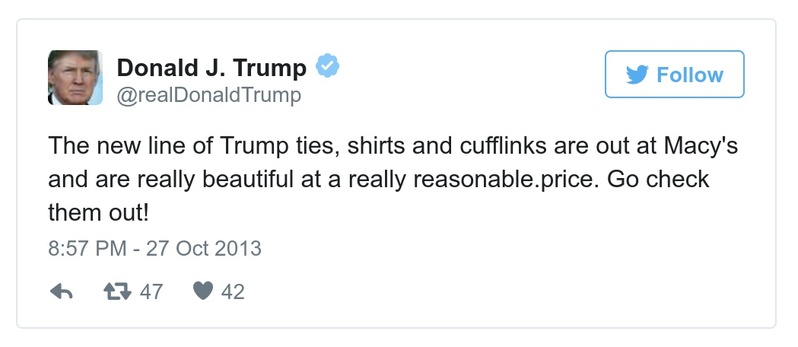 Donald J. Trump
@realDonaldTrump
Follow
The new line of Trump ties, shirts and cufflinks are out at Macy's
and are really beautiful at a really reasonable.price. Go check
them out!
8:57 PM - 27 Oct 2013
47 42